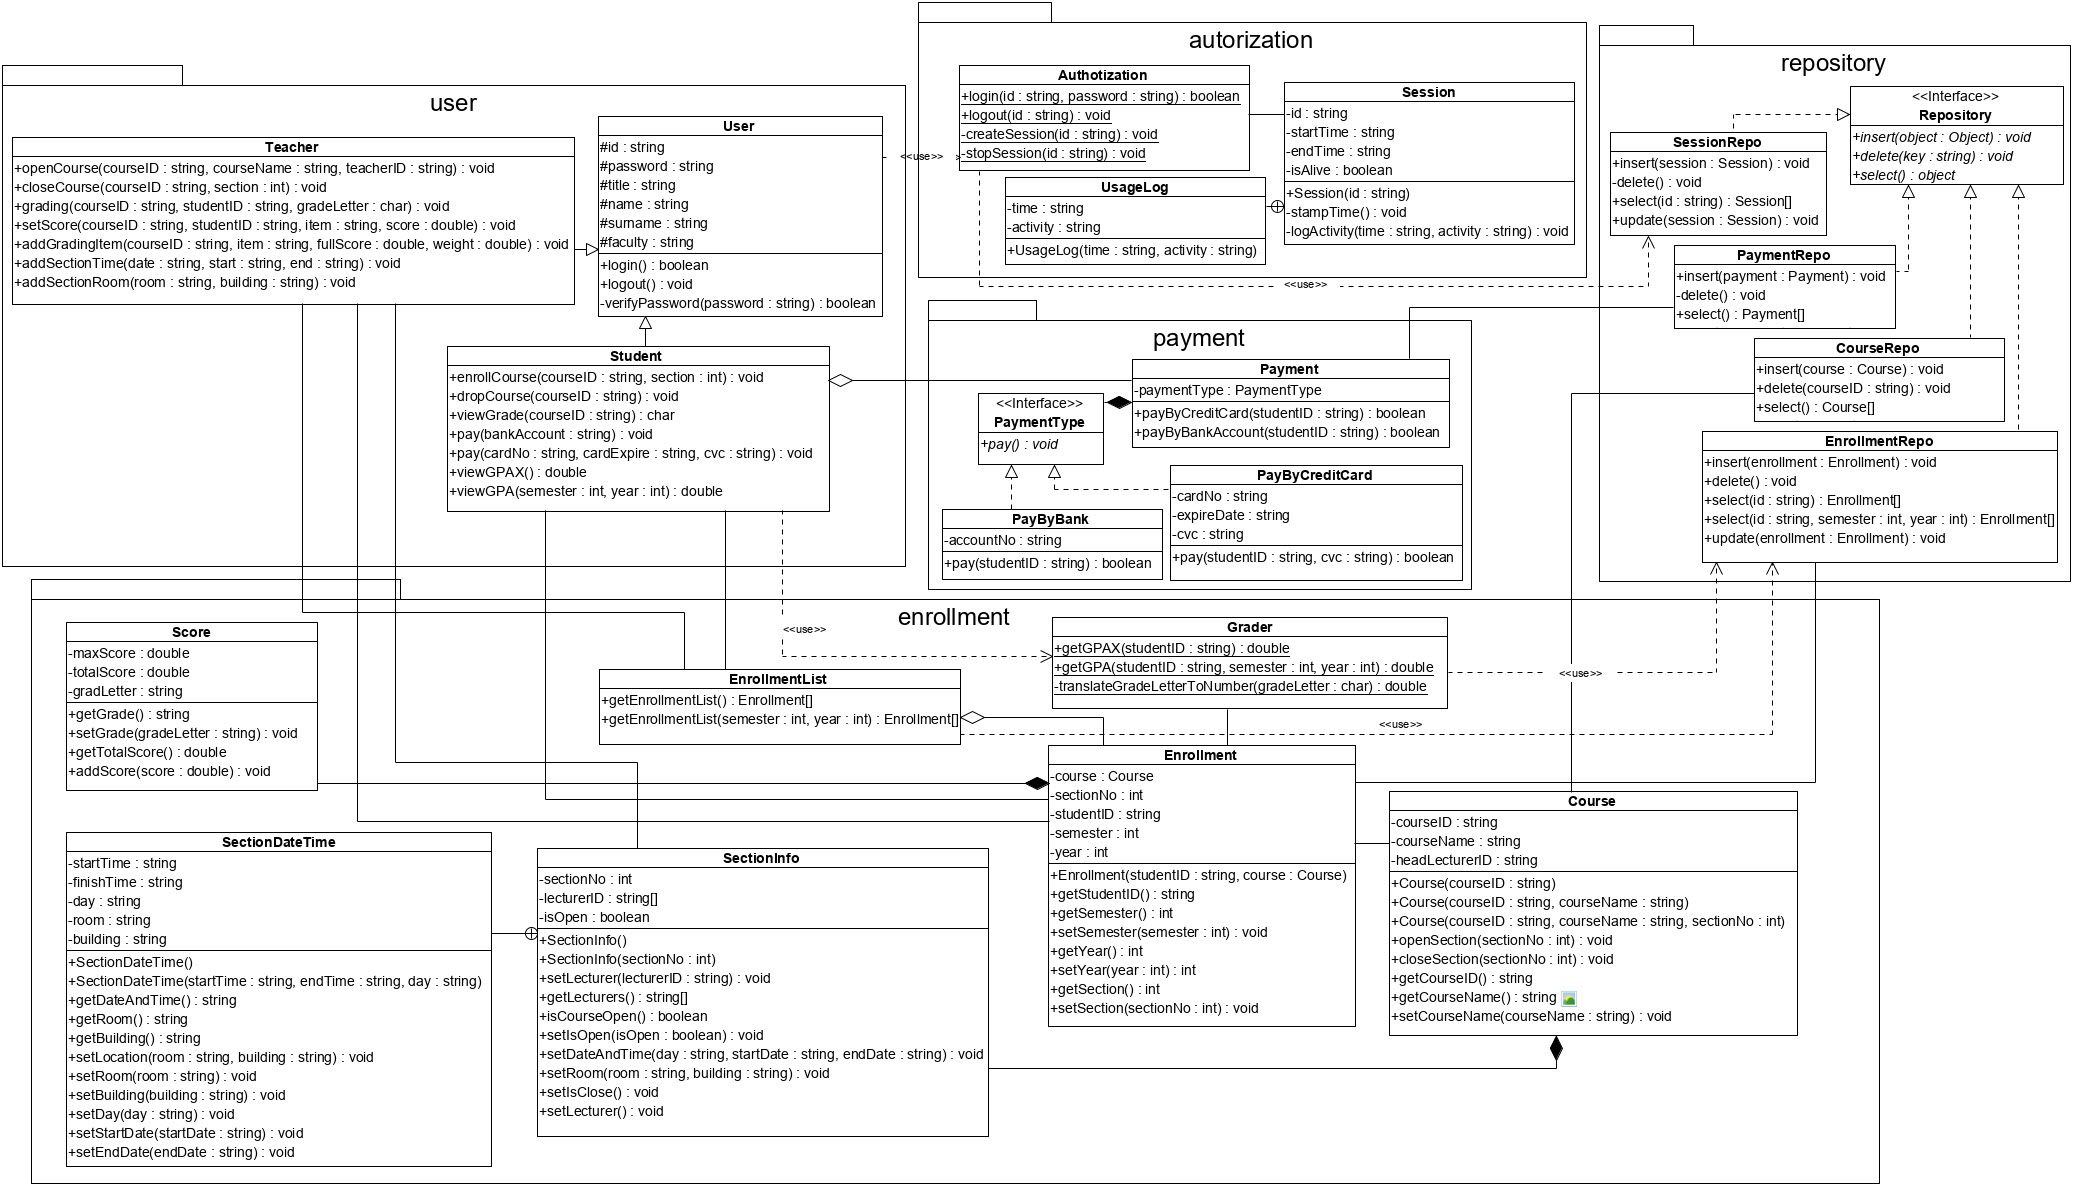 user
Teacher
+openCourse(courseID : string, courseName : string, teacherID : string) : void
+closeCourse(courseID : string, section : int) : void
+grading(courseID : string, studentID : string, gradeLetter : char) : void
+setScore(courseID : string, studentID : string, item : string, score : double) : void
+addGradingItem(courseID : string, item : string, fullScore : double, weight : double) : void
+addSectionTime(date : string, start : string, end : string) : void
+addSectionRoom(room : string, building : string) : void
User
#id : string
#password : string
#title : string
#name : string
#surname : string
#faculty : string
+login() : boolean
+logout() : void
-verifyPassword(password : string) : boolean
Student
+enrollCourse(courseID : string, section : int) : void
+dropCourse(courseID : string) : void
+viewGrade(courseID : string) : char
+pay(bankAccount : string) : void
+pay(cardNo : string, cardExpire : string, cvc : string) : void
+viewGPAX() : double
+viewGPA(semester : int, year : int) : double
<<use>>
autorization
Authotization
+login(id : string, password : string) : boolean
+logout(id : string) : void
-createSession(id : string) : void
-stopSession(id : string) : void
Session
-id : string
-startTime : string
-endTime : string
-isAlive : boolean
+Session(id : string)
-stampTime() : void
-logActivity(time : string, activity : string) : void
UsageLog
-time : string
-activity : string
+UsageLog(time : string, activity : string)
<<use>>
repository
<<Interface>>
Repository
+insert(object : Object) : void
+delete(key : string) : void
+select() : object
SessionRepo
+insert(session : Session) : void
-delete() : void
+select(id : string) : Session[]
+update(session : Session) : void
PaymentRepo
+insert(payment : Payment) : void
-delete() : void
+select() : Payment[]
CourseRepo
+insert(course : Course) : void
+delete(courseID : string) : void
+select() : Course[]
EnrollmentRepo
+insert(enrollment : Enrollment) : void
+delete() : void
+select(id : string) : Enrollment[]
+select(id : string, semester : int, year : int) : Enrollment[]
+update(enrollment : Enrollment) : void
payment
Payment
-paymentType : PaymentType
+payByCreditCard(studentID : string) : boolean
+payByBankAccount(studentID : string) : boolean
<<Interface>>
PaymentType
+pay() : void
PayByCreditCard
-cardNo : string
-expireDate : string
-cvc : string
+pay(studentID : string, cvc : string) : boolean
PayByBank
-accountNo : string
+pay(studentID : string) : boolean
enrollment
Score
-maxScore : double
-totalScore : double
-gradLetter : string
+getGrade() : string
+setGrade(gradeLetter : string) : void
+getTotalScore() : double
+addScore(score : double) : void
<<use>>
Grader
+getGPAX(studentID : string) : double
+getGPA(studentID : string, semester : int, year : int) : double
-translateGradeLetterToNumber(gradeLetter : char) : double
<<use>>
EnrollmentList
+getEnrollmentList() : Enrollment[]
+getEnrollmentList(semester : int, year : int) : Enrollment[]
<<use>>
Enrollment
-course : Course
-sectionNo : int
-studentID : string
-semester : int
-year : int
+Enrollment(studentID : string, course : Course)
+getStudentID() : string
+getSemester() : int
+setSemester(semester : int) : void
+getYear() : int
+setYear(year : int) : int
+getSection() : int
+setSection(sectionNo : int) : void
Course
-courseID : string
-courseName : string
-headLecturerID : string
+Course(courseID : string)
+Course(courseID : string, courseName : string)
+Course(courseID : string, courseName : string, sectionNo : int)
+openSection(sectionNo : int) : void
+closeSection(sectionNo : int) : void
+getCourseID() : string
+getCourseName() : string
+setCourseName(courseName : string) : void
SectionDateTime
-startTime : string
-finishTime : string
-day : string
-room : string
-building : string
+SectionDateTime()
+SectionDateTime(startTime : string, endTime : string, day : string)
+getDateAndTime() : string
+getRoom() : string
+getBuilding() : string
+setLocation(room : string, building : string) : void
+setRoom(room : string) : void
+setBuilding(building : string) : void
+setDay(day : string) : void
+setStartDate(startDate : string) : void
+setEndDate(endDate : string) : void
SectionInfo
-sectionNo : int
-lecturerID : string[]
-isOpen : boolean
+SectionInfo()
+SectionInfo(sectionNo : int)
+setLecturer(lecturerID : string) : void
+getLecturers() : string[]
+isCourseOpen() : boolean
+setIsOpen(isOpen : boolean) : void
+setDateAndTime(day : string, startDate : string, endDate : string) : void
+setRoom(room : string, building : string) : void
+setIsClose() : void
+setLecturer() : void